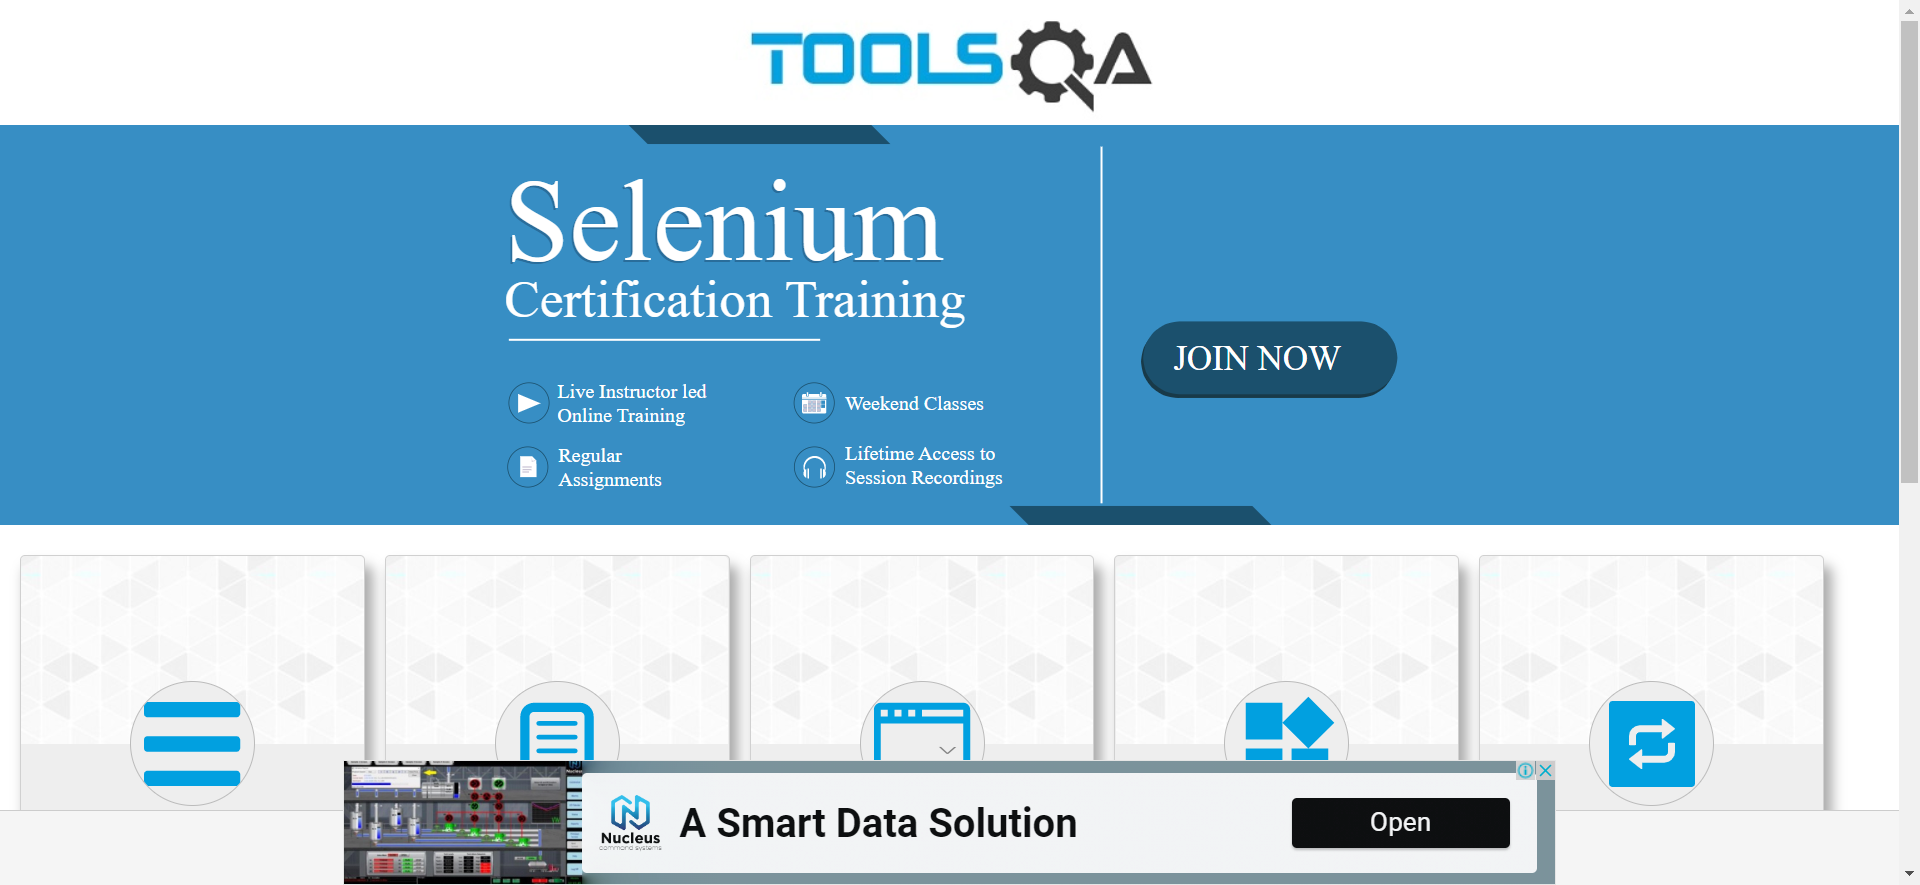 TOOLSQA
Selenium
Certification Training
Live Instructor led
Online Training
Weekend Classes
Regular
Assignments
Lifetime Access to
Session Recordings
JOIN NOW
Nucleus
command systems
A Smart Data Solution
Open